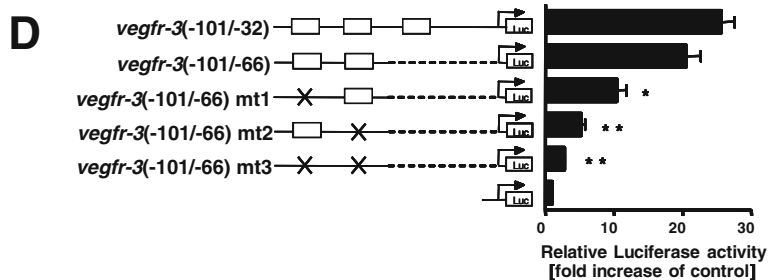 D
vegfr-3(-101/-32) Luc
vegfr-3(-101/-66) Luc
vegfr-3(-101/-66) mt1 Luc *
vegfr-3(-101/-66) mt2 Luc **
vegfr-3(-101/-66) mt3 Luc **
Luc
0 10 20 30
Relative Luciferase activity
[fold increase of control]